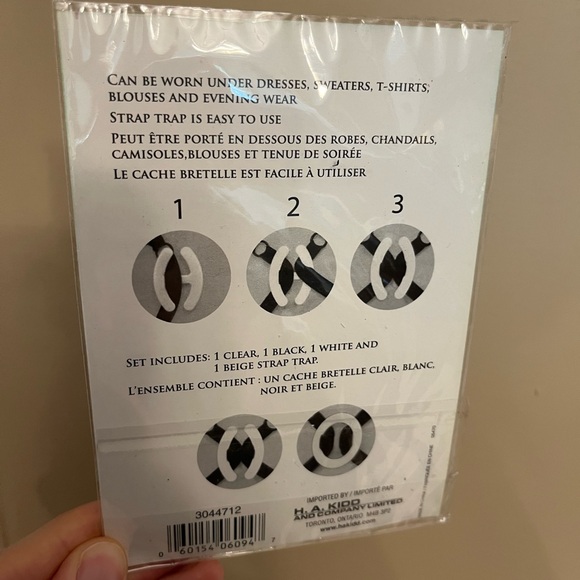 CAN BE WORN UNDER DRESSES, SWEATERS, T-SHIRTS,
BLOUSES AND EVENING WEAR
STRAP TRAP IS EASY TO USE
PEUT ÊTRE PORTÉ EN DESSOUS DES ROBES, CHANDAILS,
CAMISOLES,BLOUSES ET TENUE DE SOIRÉE
LE CACHE BRETELLE EST FACILE À UTILISER
1 2 3
SET INCLUDES: 1 CLEAR, 1 BLACK, 1 WHITE AND
1 BEIGE STRAP TRAP.
L'ENSEMBLE CONTIENT : UN CACHE BRETELLE CLAIR, BLANC,
NOIR ET BEIGE.
IMPORTED BY / IMPORTÉ PAR
H. A. KIDD
AND COMPANY LIMITED
TORONTO, ONTARIO M4B 3P2
www.hakidd.com
3044712
0 60154 06094 7